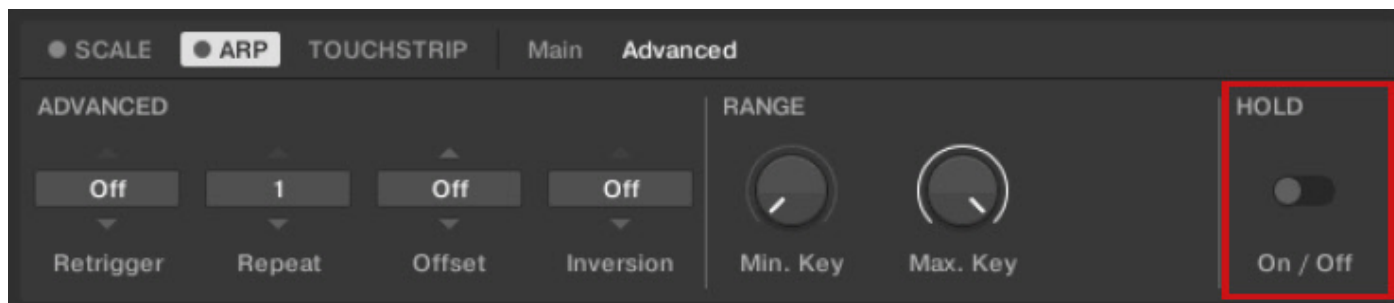 SCALE ARP TOUCHSTRIP Main Advanced
ADVANCED RANGE HOLD
Off 1 Off Off
Retrigger Repeat Offset Inversion Min. Key Max. Key On / Off